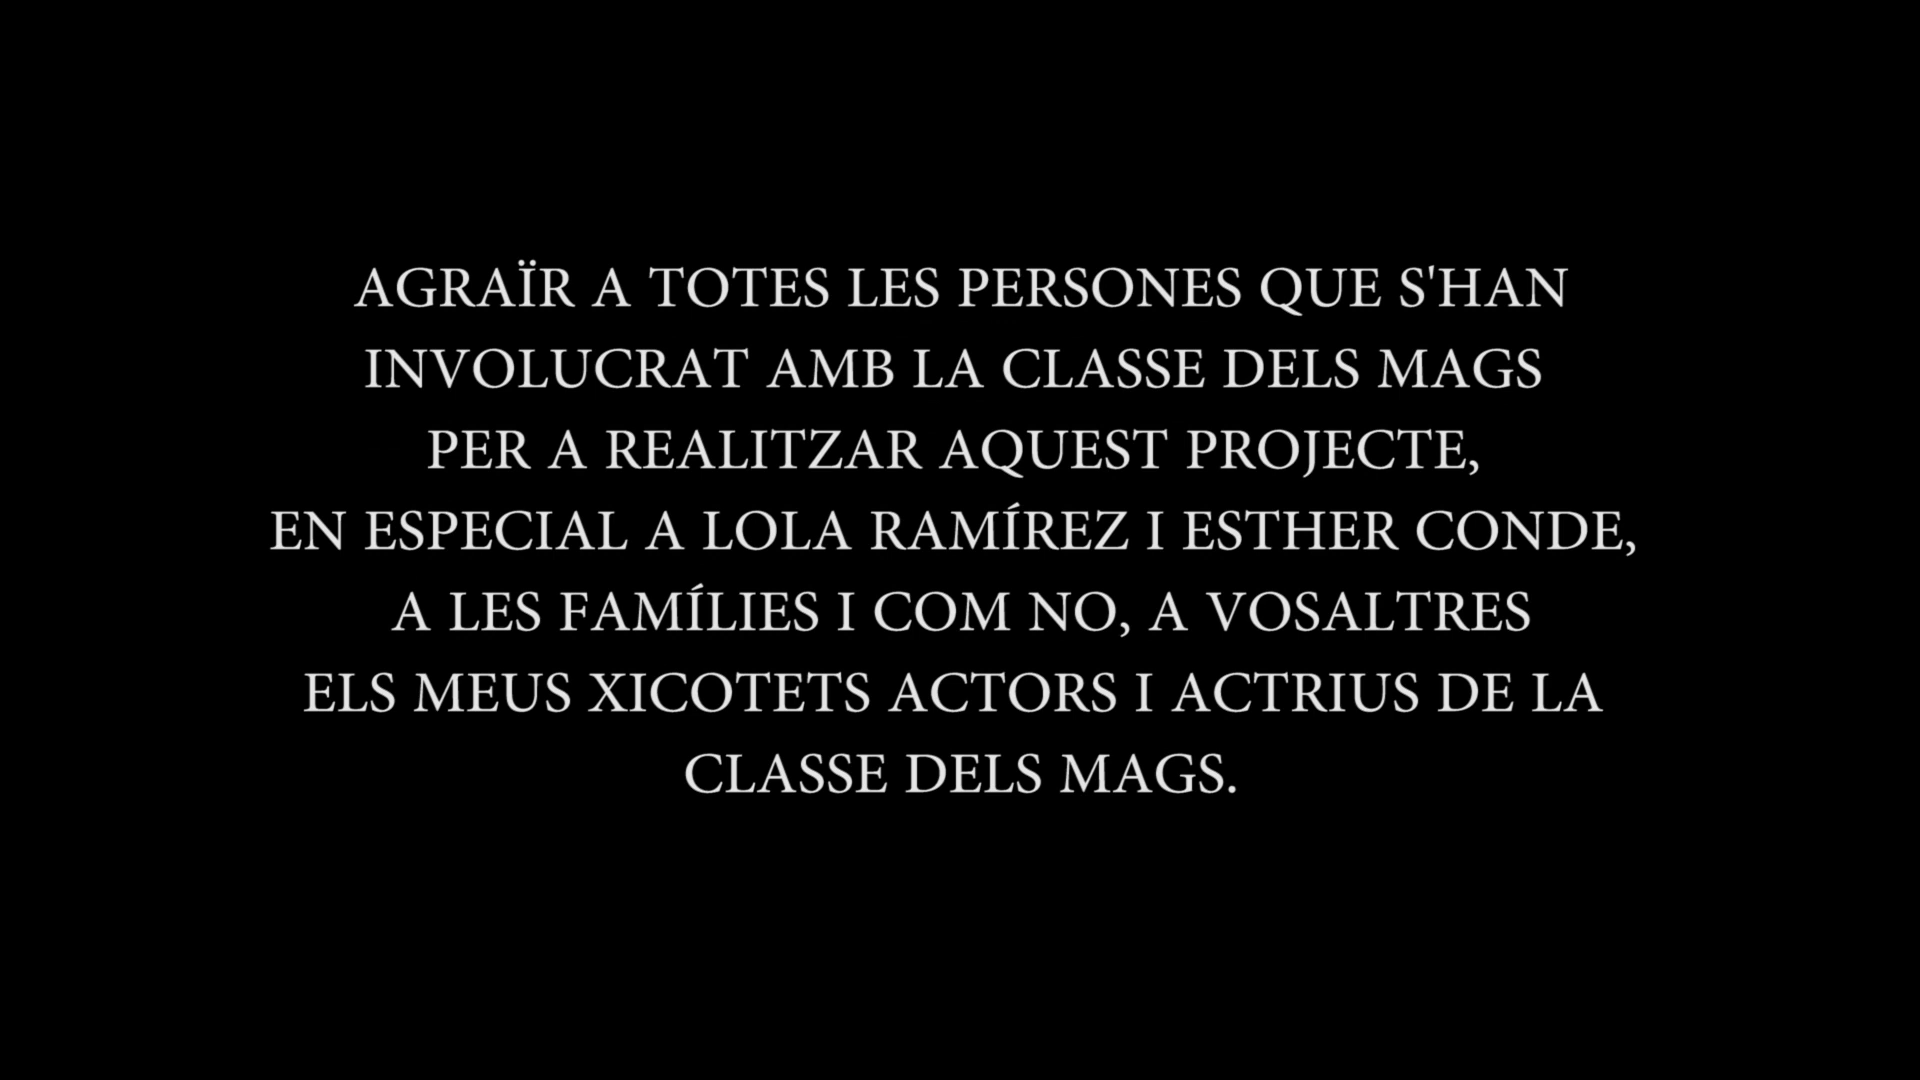 AGRAÏR A TOTES LES PERSONES QUE S'HAN
INVOLUCRAT AMB LA CLASSE DELS MAGS
PER A REALITZAR AQUEST PROJECTE,
EN ESPECIAL A LOLA RAMÍREZ I ESTHER CONDE,
A LES FAMÍLIES I COM NO, A VOSALTRES
ELS MEUS XICOTETS ACTORS I ACTRIUS DE LA
CLASSE DELS MAGS.